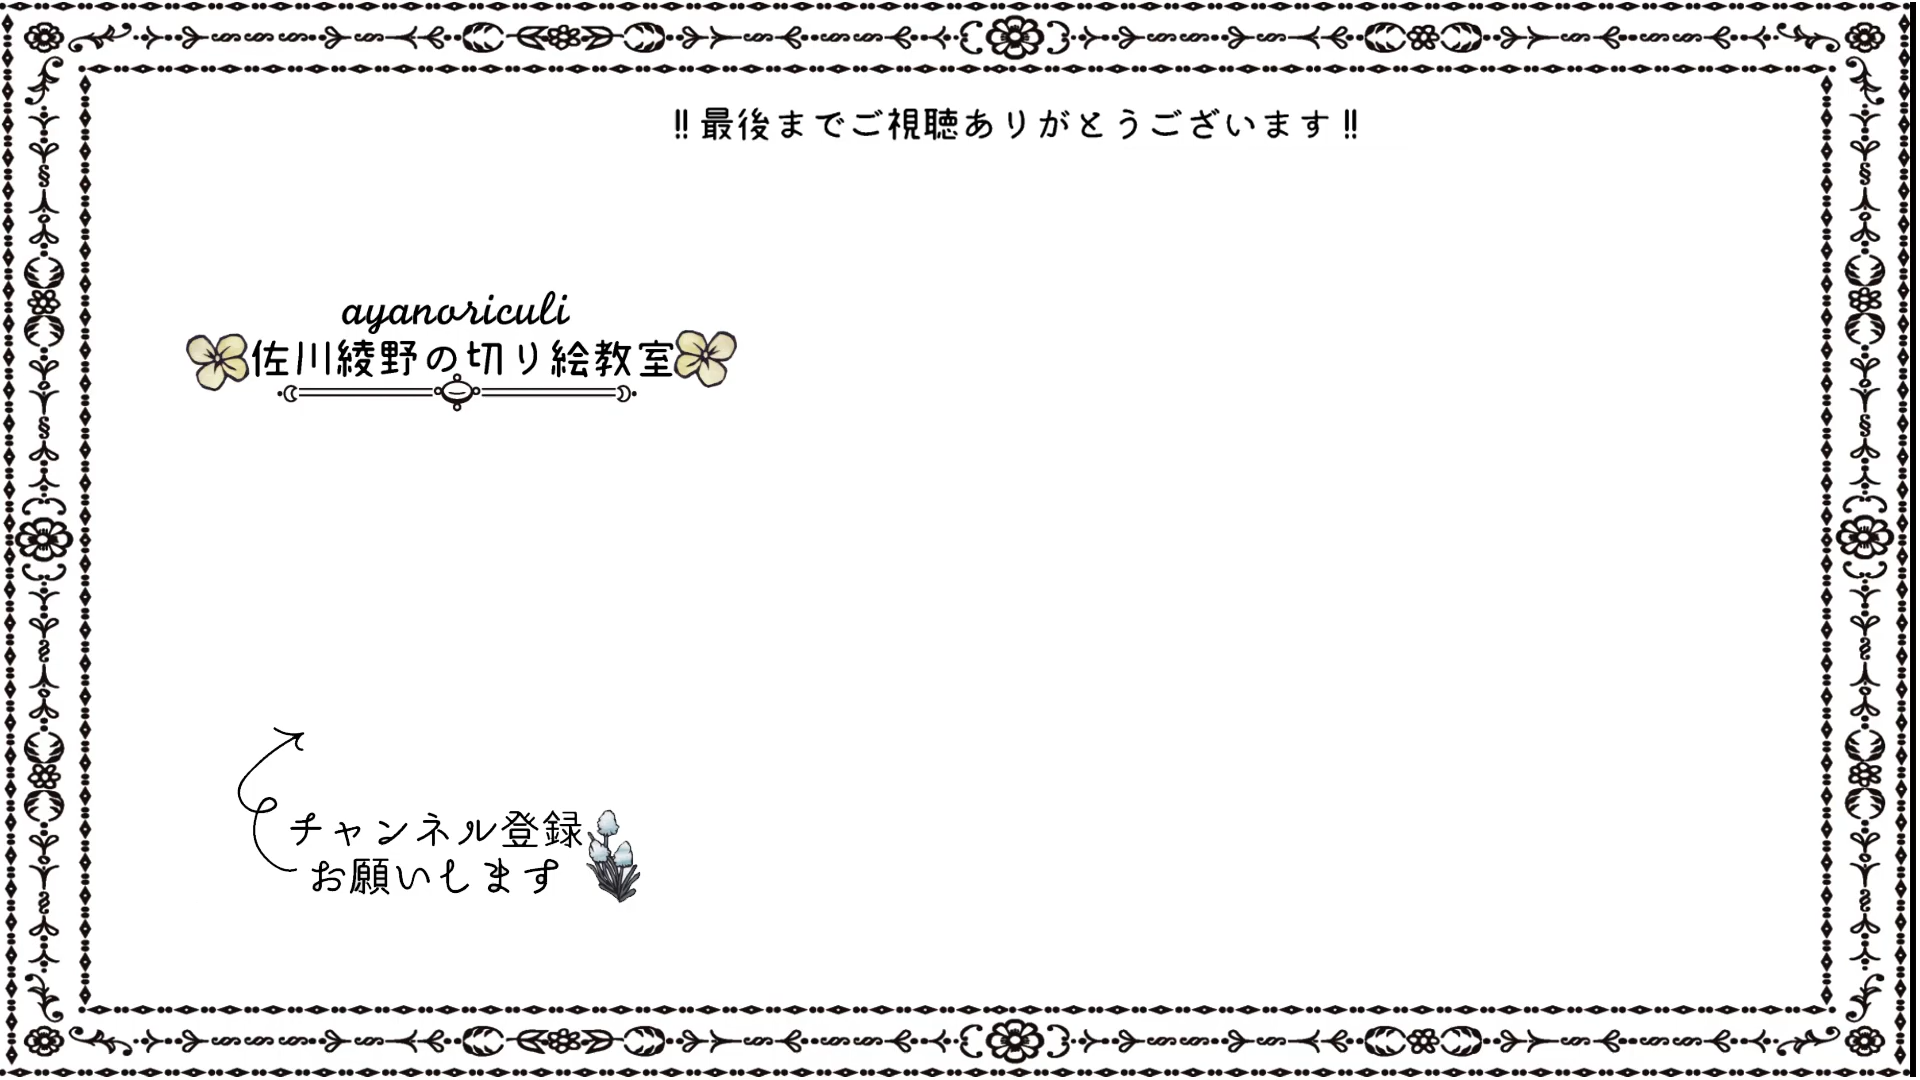 ‼最後までご視聴ありがとうございます‼
ayanoriculi
佐川綾野の切り絵教室
チャンネル登録
お願いします